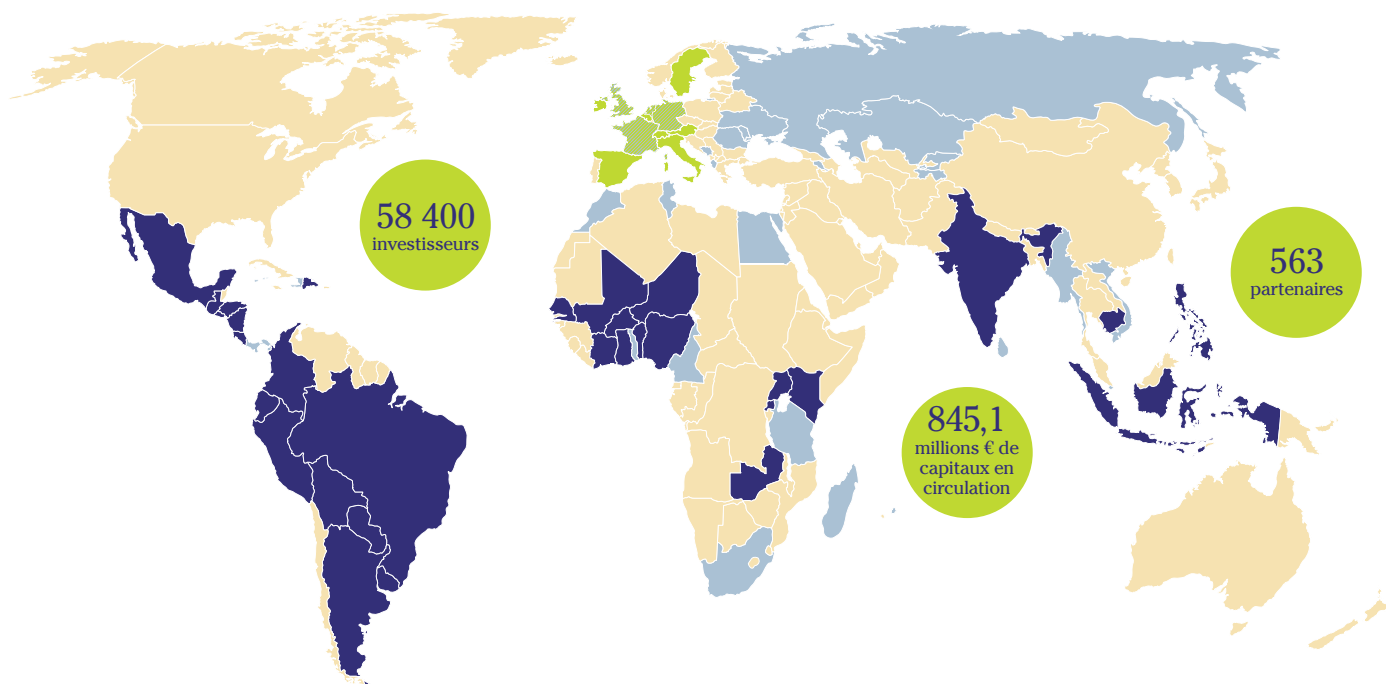 58 400
investisseurs
563
partenaires
845,1
millions € de
capitaux en
circulation